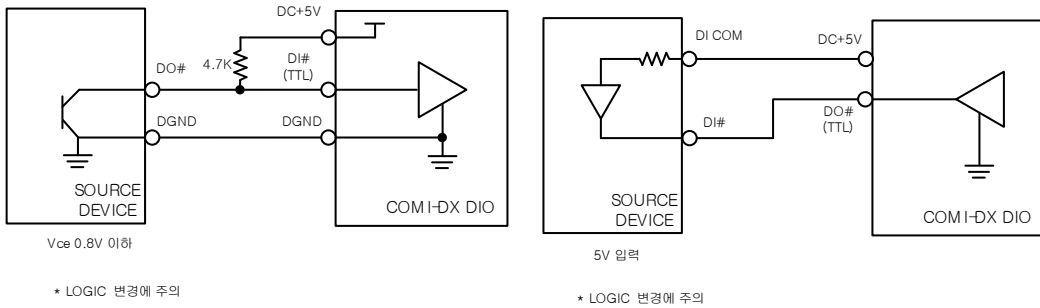 DC+5V
4.7K
DO#
DI#
(TTL)
DGND
DGND
SOURCE
DEVICE
COMI-DX DIO
Vce 0.8V 이하
* LOGIC 변경에 주의
DI COM
DC+5V
DO#
(TTL)
DI#
SOURCE
DEVICE
COMI-DX DIO
5V 입력
* LOGIC 변경에 주의